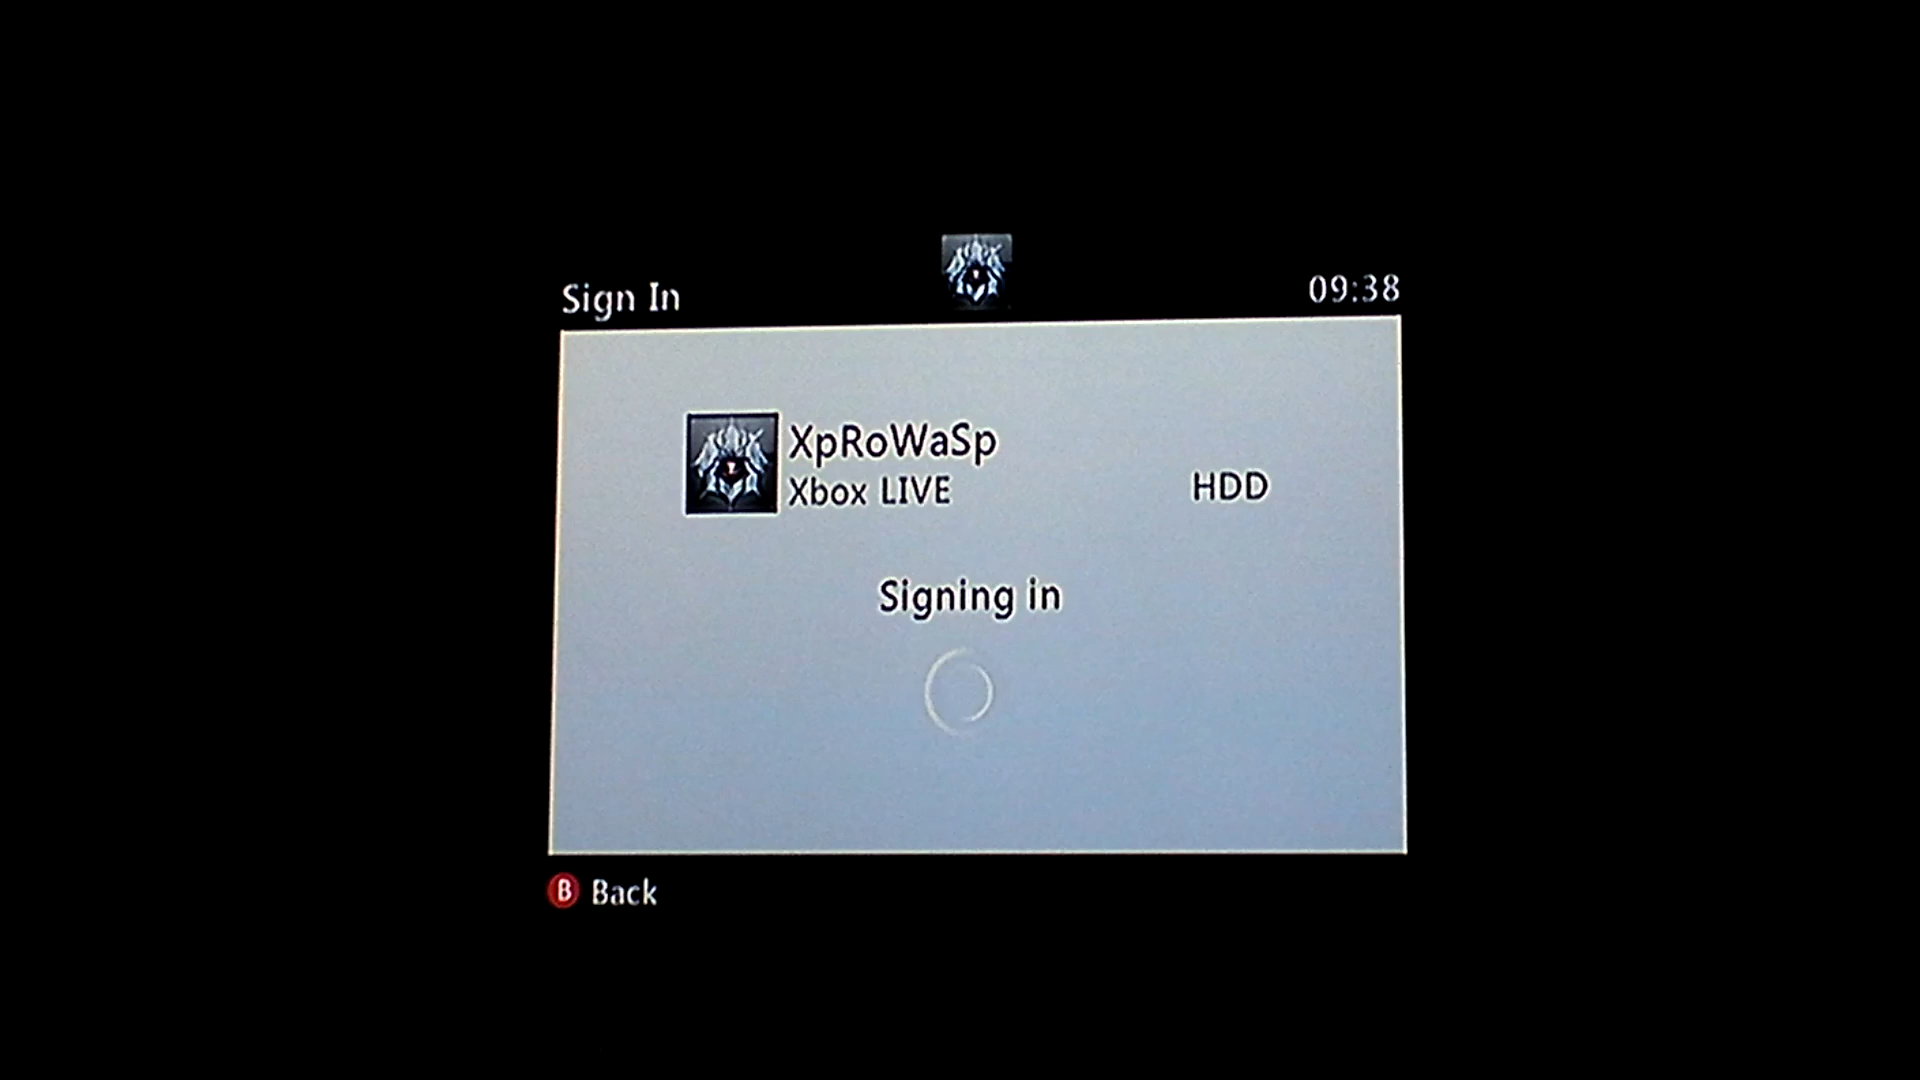 Sign In
09:38
XpRoWaSp
Xbox LIVE
HDD
Signing in
B Back